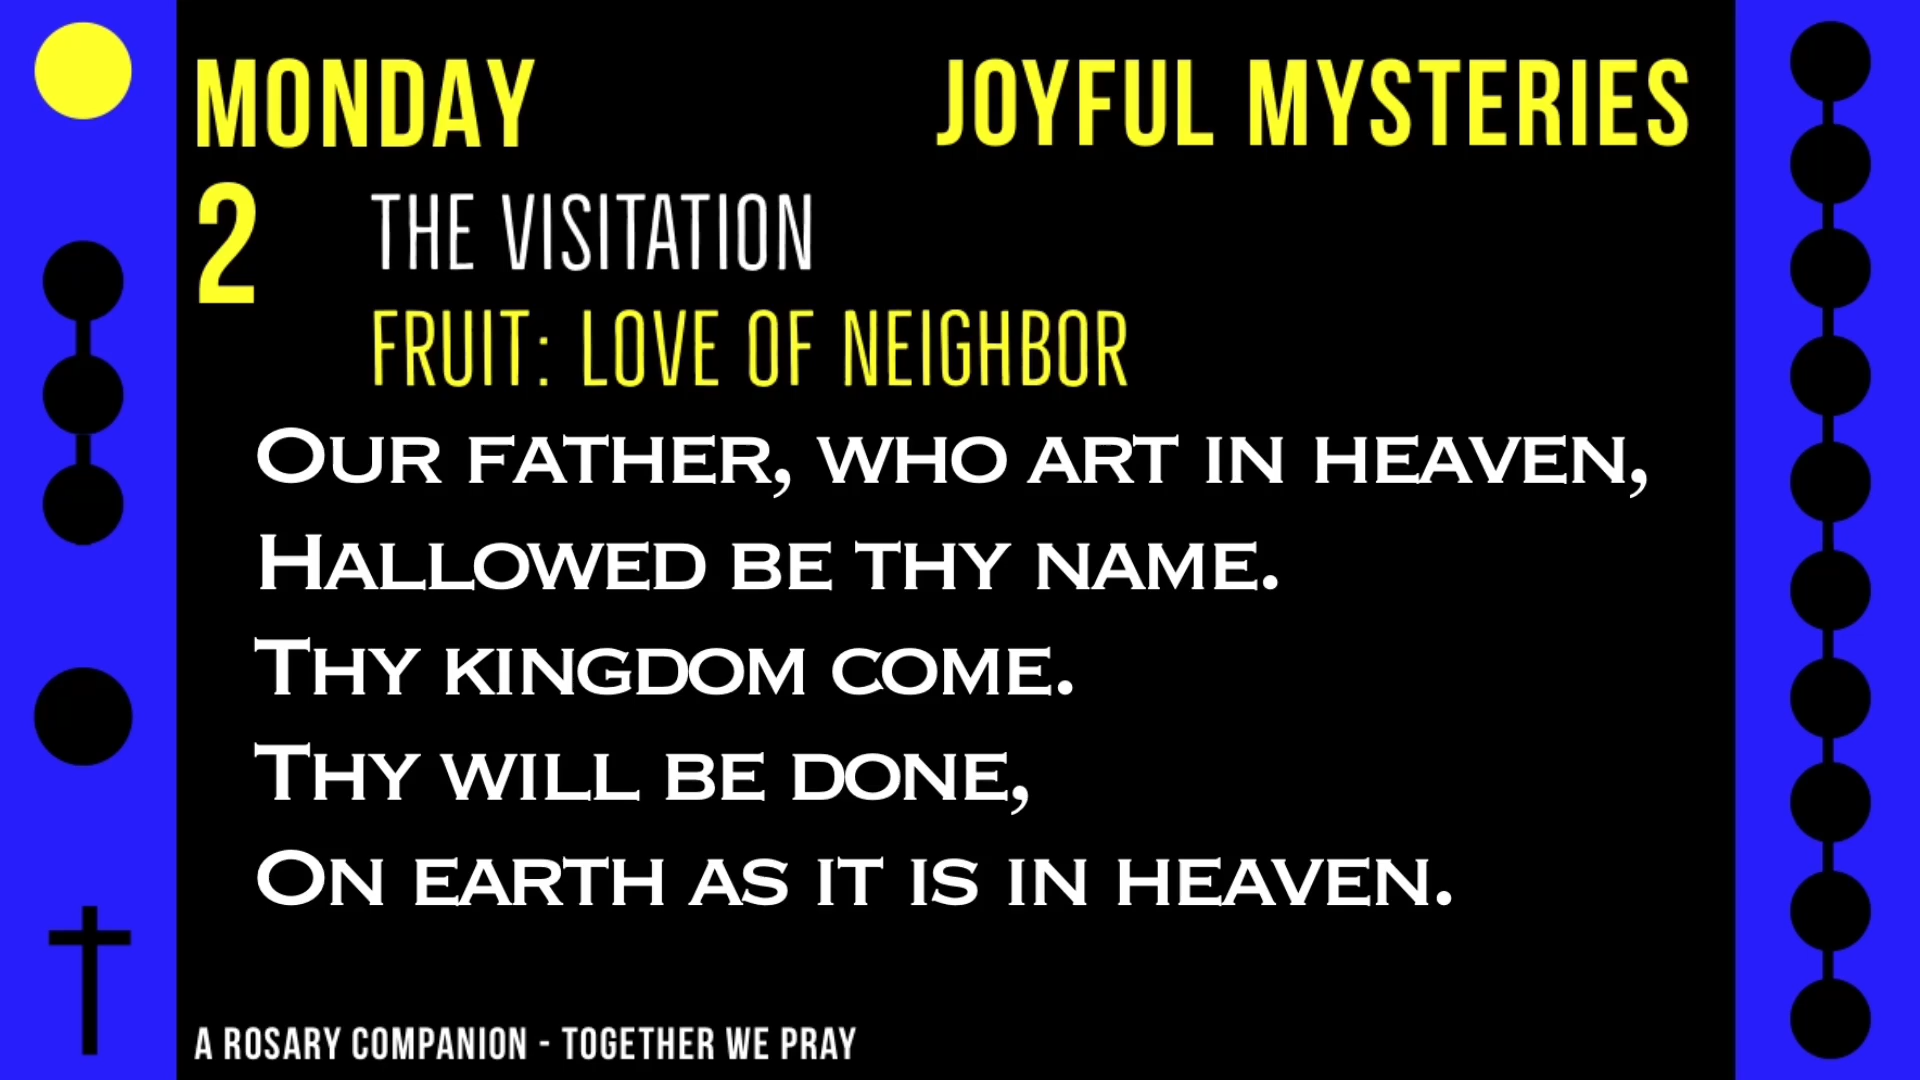 MONDAY JOYFUL MYSTERIES
2 THE VISITATION
FRUIT: LOVE OF NEIGHBOR
OUR FATHER, WHO ART IN HEAVEN,
HALLOWED BE THY NAME.
THY KINGDOM COME.
THY WILL BE DONE,
ON EARTH AS IT IS IN HEAVEN.
A ROSARY COMPANION - TOGETHER WE PRAY